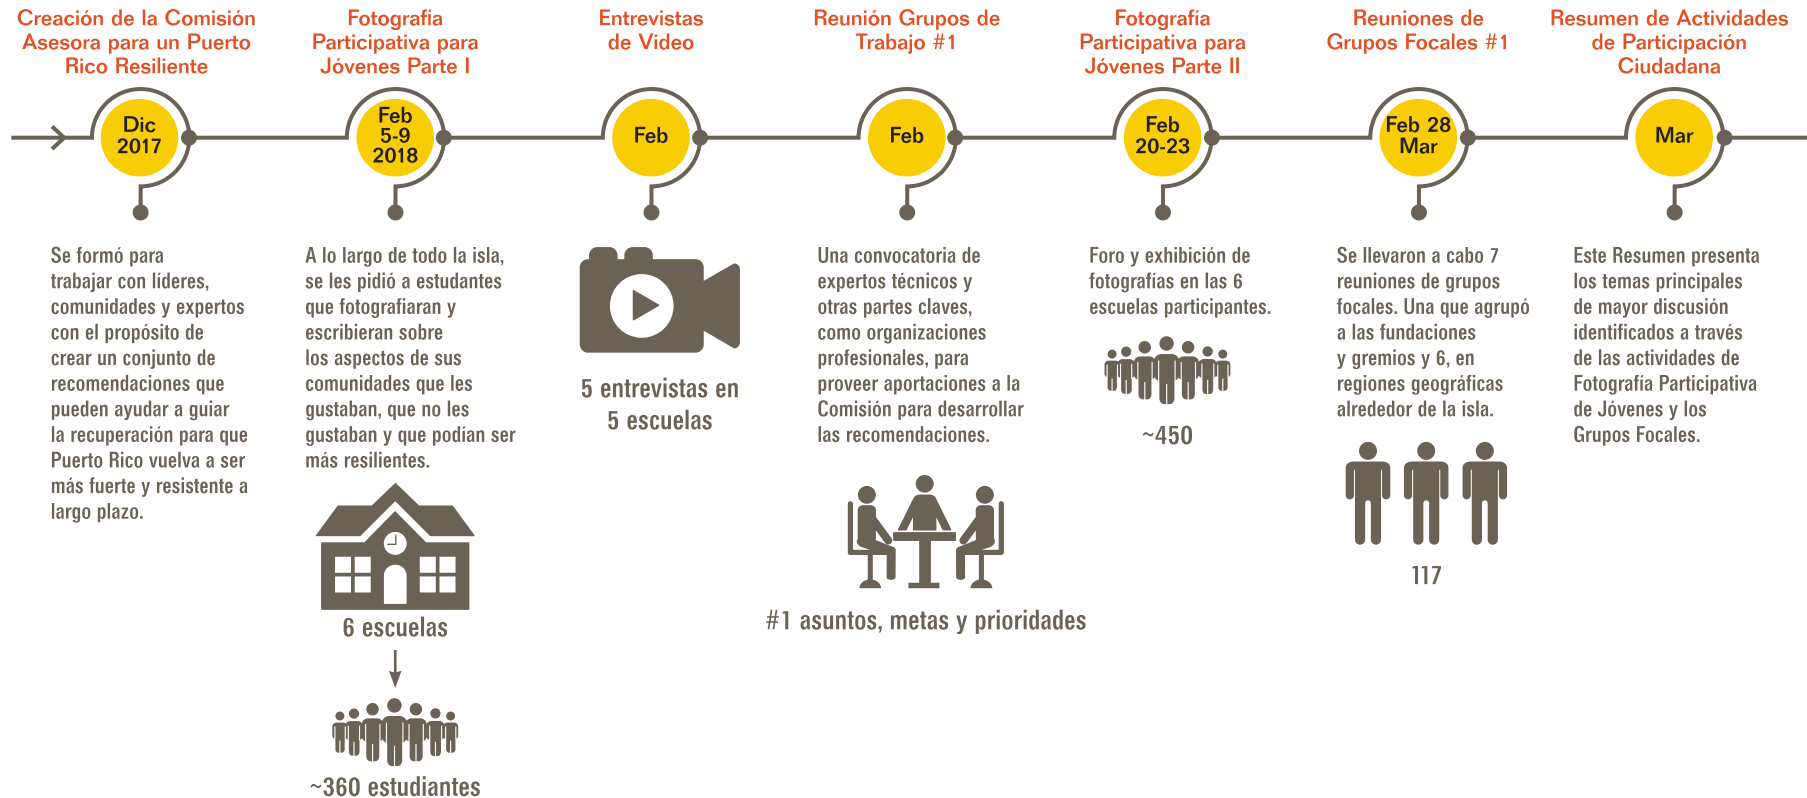 Creación de la Comisión
Asesora para un Puerto
Rico Resiliente
Dic
2017
Se formó para
trabajar con líderes,
comunidades y expertos
con el propósito de
crear un conjunto de
recomendaciones que
pueden ayudar a guiar
la recuperación para que
Puerto Rico vuelva a ser
más fuerte y resistente a
largo plazo.
Fotografía
Participativa para
Jóvenes Parte I
Feb
5-9
2018
A lo largo de todo la isla,
se les pidió a estudiantes
que fotografiaran y
escribieran sobre
los aspectos de sus
comunidades que les
gustaban, que no les
gustaban y que podían ser
más resilientes.
6 escuelas
~360 estudiantes
Entrevistas
de Video
Feb
5 entrevistas en
5 escuelas
Reunión Grupos de
Trabajo #1
Feb
Una convocatoria de
expertos técnicos y
otras partes claves,
como organizaciones
profesionales, para
proveer aportaciones a la
Comisión para desarrollar
las recomendaciones.
#1 asuntos, metas y prioridades
Fotografía
Participativa para
Jóvenes Parte II
Feb
20-23
Foro y exhibición de
fotografías en las 6
escuelas participantes.
~450
Reuniones de
Grupos Focales #1
Feb 28
Mar
Se llevaron a cabo 7
reuniones de grupos
focales. Una que agrupó
a las fundaciones
y gremios y 6, en
regiones geográficas
alrededor de la isla.
117
Resumen de Actividades
de Participación
Ciudadana
Mar
Este Resumen presenta
los temas principales
de mayor discusión
identificados a través
de las actividades de
Fotografía Participativa
de Jóvenes y los
Grupos Focales.